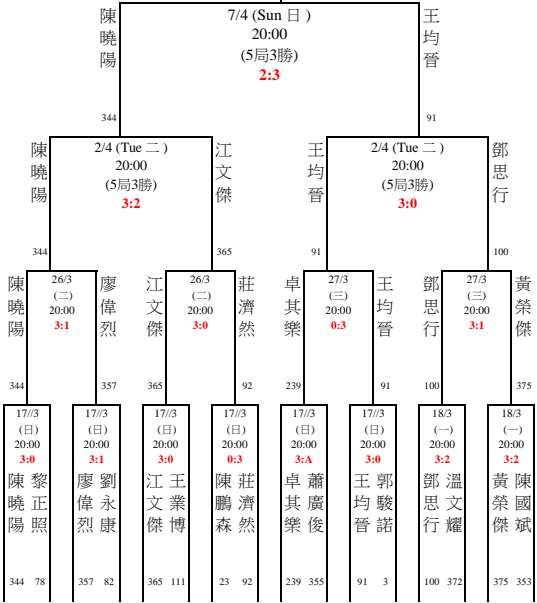 陳曉陽
7/4 (Sun 日 )
20:00
(5局3勝)
2:3
王均晉
344
91
陳曉陽
2/4 (Tue 二 )
20:00
(5局3勝)
3:2
江文傑
王均晉
2/4 (Tue 二 )
20:00
(5局3勝)
3:0
鄧思行
344
365
91
100
陳曉陽
26/3
(二)
20:00
3:1
廖偉烈
江文傑
26/3
(二)
20:00
3:0
莊濟然
卓其樂
27/3
(三)
20:00
0:3
王均晉
鄧思行
27/3
(三)
20:00
3:1
黃榮傑
344
357
365
92
239
91
100
375
17//3
(日)
20:00
3:0
陳曉陽
黎正照
344 78
17//3
(日)
20:00
3:1
廖偉烈
劉永康
357 82
17//3
(日)
20:00
3:0
江文傑
王業博
365 111
17//3
(日)
20:00
0:3
陳鵬森
莊濟然
23 92
17//3
(日)
20:00
3:A
卓其樂
蕭廣俊
239 355
17//3
(日)
20:00
3:0
王均晉
郭駿諾
91 3
18/3
(一)
20:00
3:2
鄧思行
溫文耀
100 372
18/3
(一)
20:00
3:2
黃榮傑
陳國斌
375 353